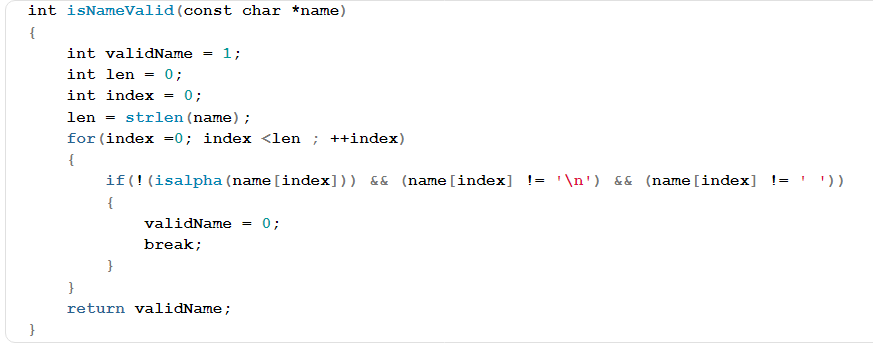 int isNameValid(const char *name)
{
    int validName = 1;
    int len = 0;
    int index = 0;
    len = strlen(name);
    for(index =0; index <len ; ++index)
    {
        if(!(isalpha(name[index])) && (name[index] != '\n') && (name[index] != ' '))
        {
            validName = 0;
            break;
        }
    }
    return validName;
}